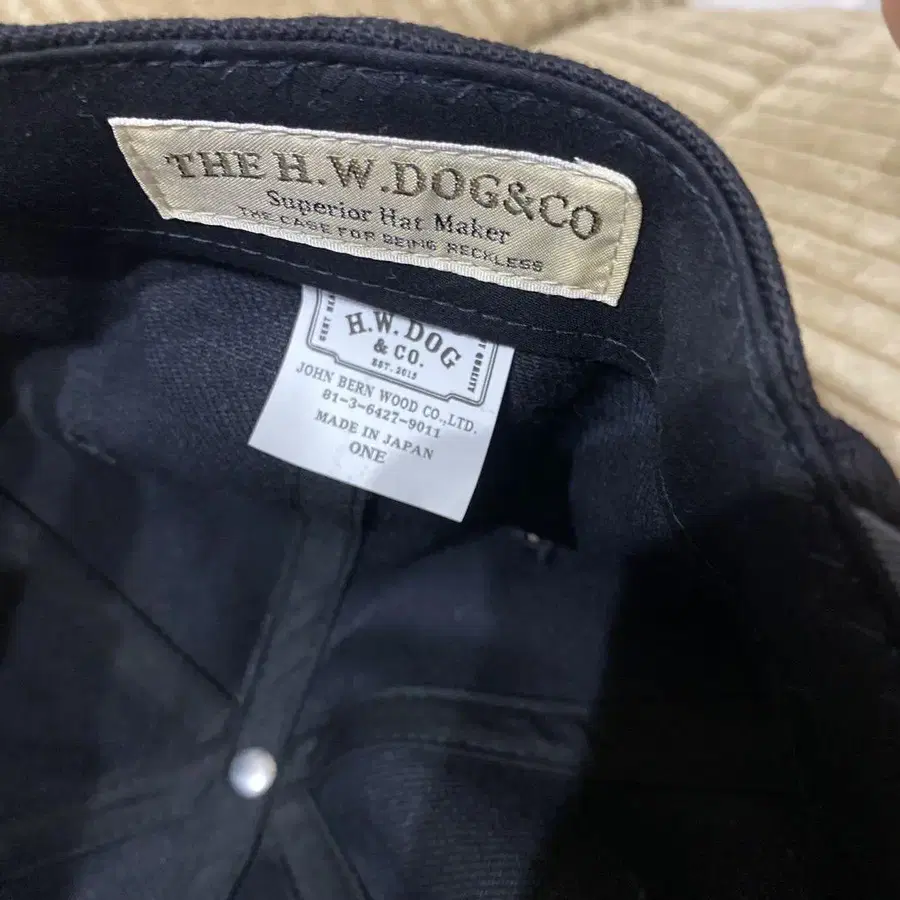 THE H.W.DOG&CO
Superior Hat Maker
THE CASE FOR BEING RECKLESS
H.W. DOG
& CO.
EST. 2015
QUALITY
JOHN BERN WOOD CO.,LTD.
81-3-6427-9011
MADE IN JAPAN
ONE